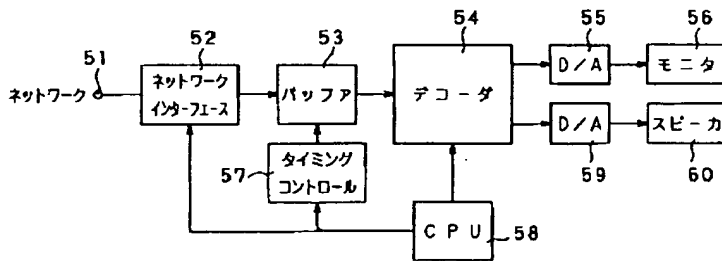 52
53
54
55
56
51
ネットワーク
ネットワーク
インターフェース
バッファ
デコーダ
D/A
モニタ
D/A
スピーカ
57
タイミング
コントロール
59
60
CPU
58